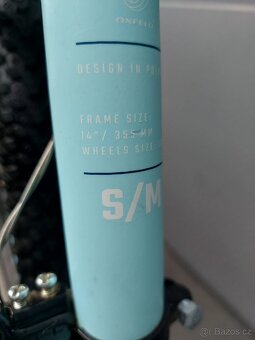 DESIGN IN
FRAME SIZE
14"/ 355 MM
WHEELS SIZE
S/M
Bazos.cz